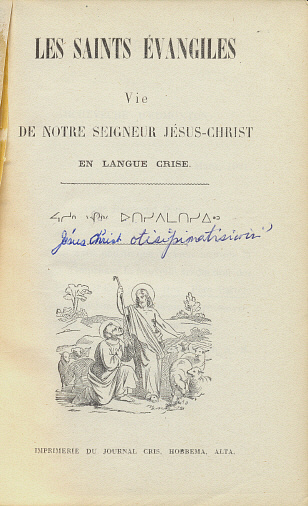 LES SAINTS ÉVANGILES
Vie
DE NOTRE SEIGNEUR JÉSUS-CHRIST
EN LANGUE CRISE.
ᐅᑎᓯᐱᒪᑎᓯᐏᐣ
Jésus-Christ otisipimatisiwin
IMPRIMERIE DU JOURNAL CRIS, HOBBEMA, ALTA.